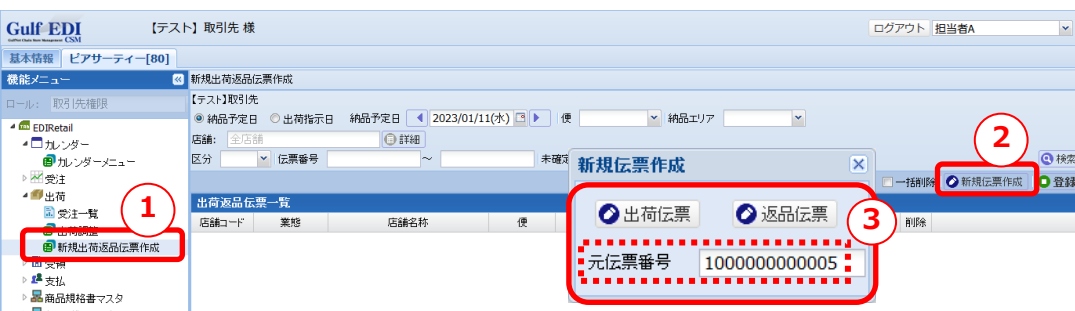 Gulf EDI CSM
【テスト】取引先 様
ログアウト 担当者A
基本情報 ビアサーティー[80]
機能メニュー
新規出荷返品伝票作成
ロール: 取引先権限
【テスト】取引先
納品予定日 出荷指示日 納品予定日 2023/01/11(水) 便 納品エリア
店舗: 全店舗 詳細
区分 伝票番号 ～ 未確定
検索
一括削除 新規伝票作成 登録
EDIRetail
カレンダー
カレンダーメニュー
受注
出荷
受注一覧
出荷調整
新規出荷返品伝票作成
受領
支払
商品規格書マスタ
出荷返品伝票一覧
店舗コード 業態 店舗名称 便 削除
新規伝票作成
出荷伝票 返品伝票
元伝票番号 1000000000005
1
2
3